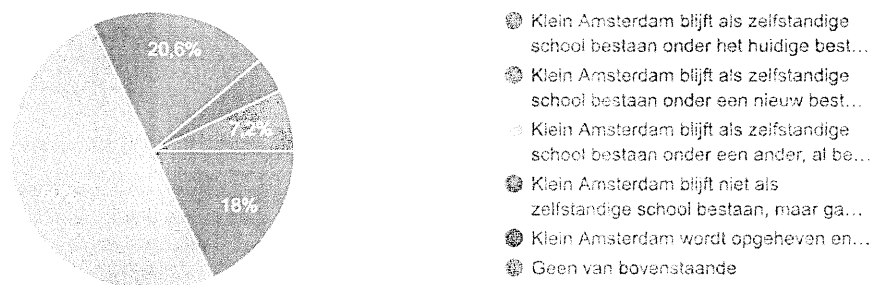 20,6%
7,2%
18%
Klein Amsterdam blijft als zelfstandige
school bestaan onder het huidige best...
Klein Amsterdam blijft als zelfstandige
school bestaan onder een nieuw best...
Klein Amsterdam blijft als zelfstandige
school bestaan onder een ander, al be...
Klein Amsterdam blijft niet als
zelfstandige school bestaan, maar ga...
Klein Amsterdam wordt opgeheven en...
Geen van bovenstaande